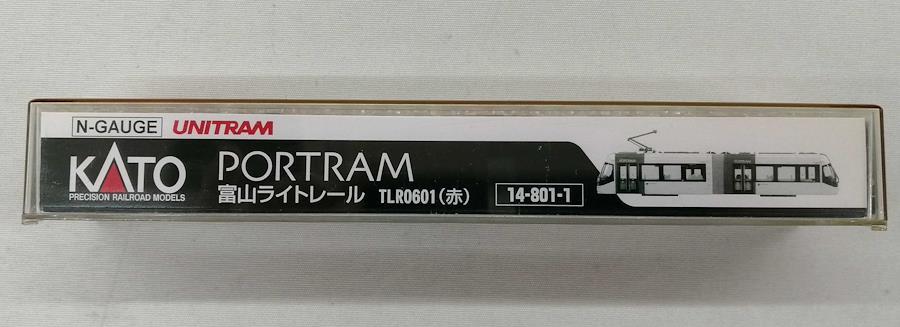 N-GAUGE UNITRAM
KATO
PRECISION RAILROAD MODELS
PORTRAM
富山ライトレール TLR0601(赤) 14-801-1
PORTRAM